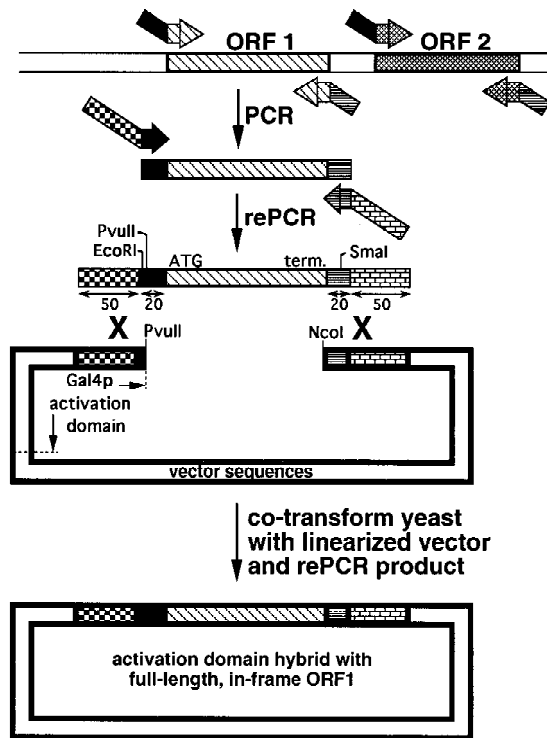 ORF 1 ORF 2
PCR
rePCR
PvuII
EcoRI ATG term. SmaI
50 20 20 50
X X
PvuII NcoI
Gal4p
activation
domain
vector sequences
co-transform yeast
with linearized vector
and rePCR product
activation domain hybrid with
full-length, in-frame ORF1